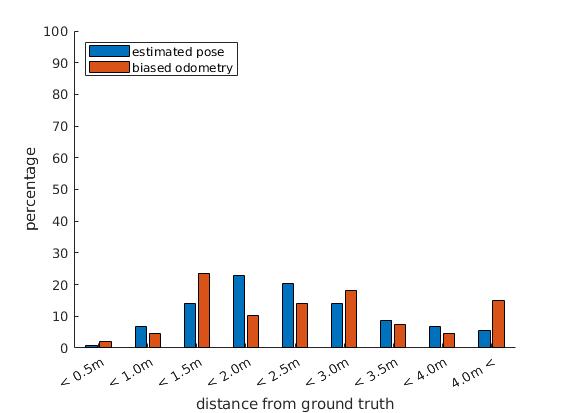 100
90
80
70
60
50
40
30
20
10
0
percentage
estimated pose
biased odometry
< 0.5m
< 1.0m
< 1.5m
< 2.0m
< 2.5m
< 3.0m
< 3.5m
< 4.0m
4.0m <
distance from ground truth